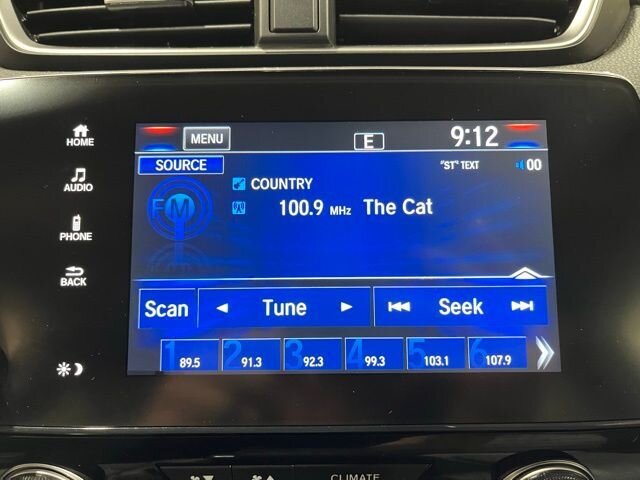 HOME
AUDIO
PHONE
BACK
MENU
E
9:12
SOURCE
"ST" TEXT
00
FM
COUNTRY
100.9 MHz The Cat
Scan
Tune
Seek
1 89.5
2 91.3
3 92.3
4 99.3
5 103.1
6 107.9
CLIMATE